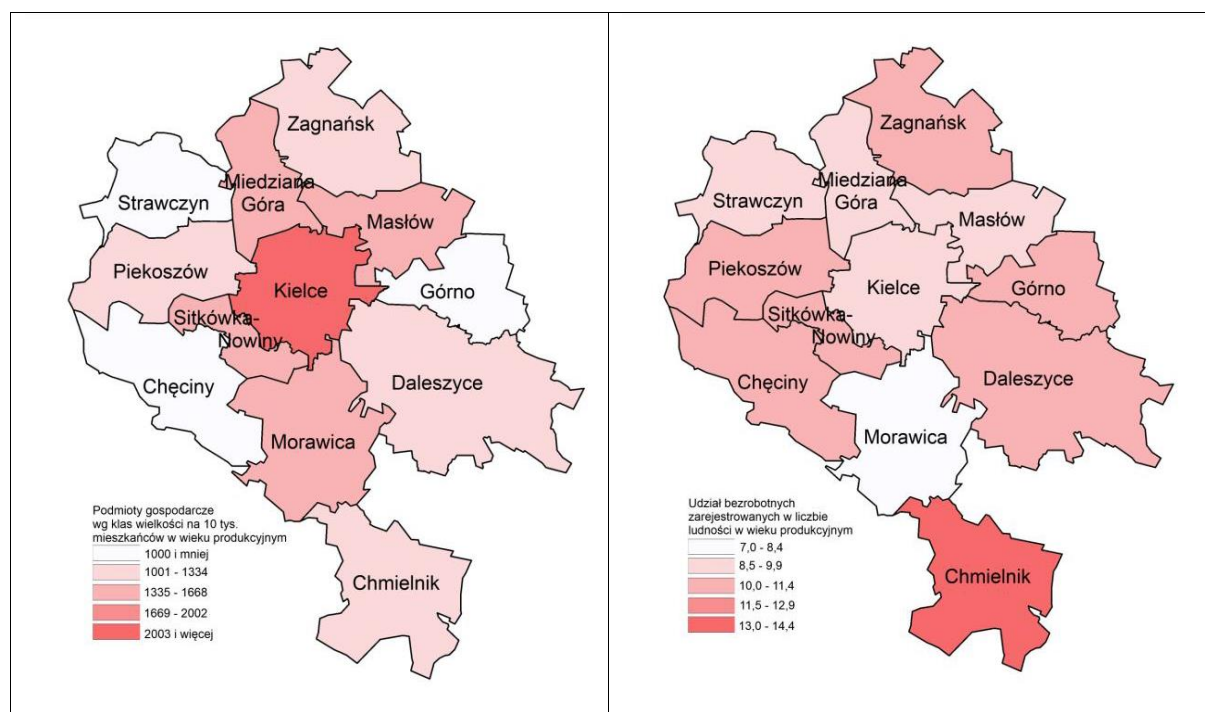 Zagnańsk
Miedziana
Góra
Strawczyn
Masłów
Piekoszów
Kielce
Górno
Sitkówka-
Nowiny
Chęciny
Daleszyce
Morawica
Chmielnik
Podmioty gospodarcze
wg klas wielkości na 10 tys.
mieszkańców w wieku produkcyjnym
1000 i mniej
1001 - 1334
1335 - 1668
1669 - 2002
2003 i więcej
Zagnańsk
Miedziana
Góra
Strawczyn
Masłów
Piekoszów
Kielce
Górno
Sitkówka-
Nowiny
Chęciny
Daleszyce
Morawica
Chmielnik
Udział bezrobotnych
zarejestrowanych w liczbie
ludności w wieku produkcyjnym
7,0 - 8,4
8,5 - 9,9
10,0 - 11,4
11,5 - 12,9
13,0 - 14,4